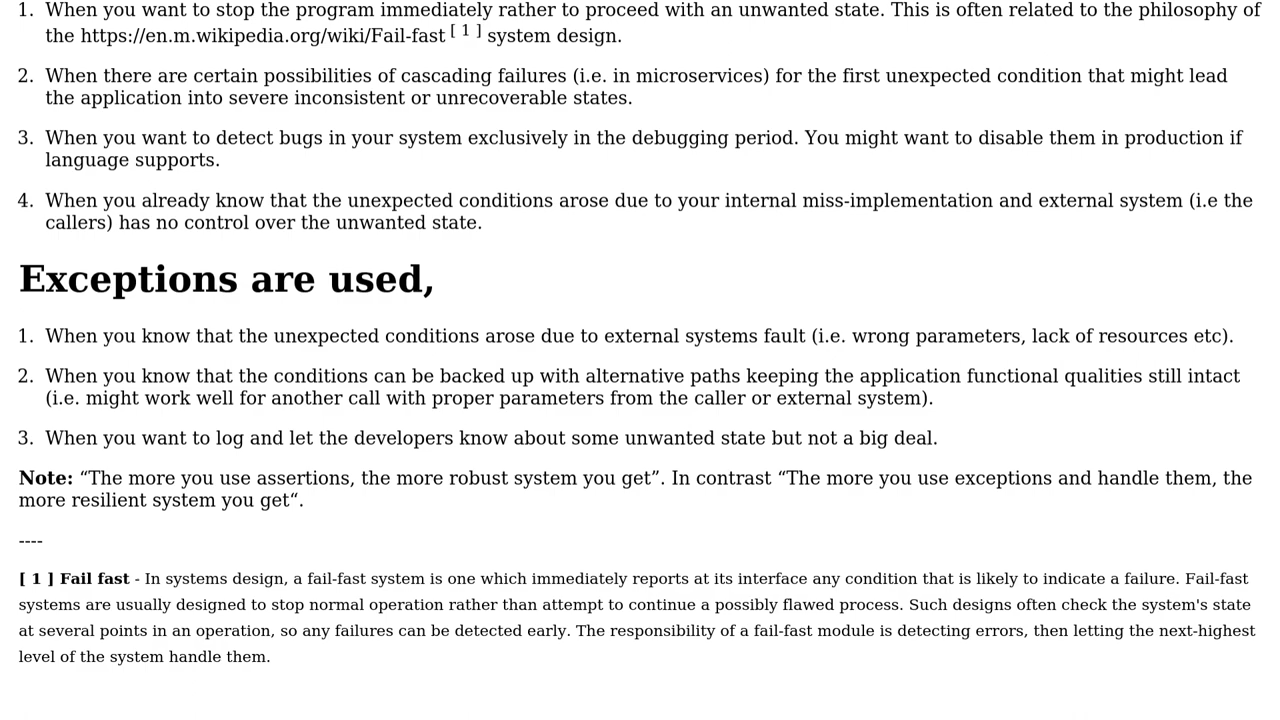 1. When you want to stop the program immediately rather to proceed with an unwanted state. This is often related to the philosophy of
the https://en.m.wikipedia.org/wiki/Fail-fast [ 1 ] system design.
2. When there are certain possibilities of cascading failures (i.e. in microservices) for the first unexpected condition that might lead
the application into severe inconsistent or unrecoverable states.
3. When you want to detect bugs in your system exclusively in the debugging period. You might want to disable them in production if
language supports.
4. When you already know that the unexpected conditions arose due to your internal miss-implementation and external system (i.e the
callers) has no control over the unwanted state.
Exceptions are used,
1. When you know that the unexpected conditions arose due to external systems fault (i.e. wrong parameters, lack of resources etc).
2. When you know that the conditions can be backed up with alternative paths keeping the application functional qualities still intact
(i.e. might work well for another call with proper parameters from the caller or external system).
3. When you want to log and let the developers know about some unwanted state but not a big deal.
Note: “The more you use assertions, the more robust system you get”. In contrast “The more you use exceptions and handle them, the
more resilient system you get“.
----
[ 1 ] Fail fast - In systems design, a fail-fast system is one which immediately reports at its interface any condition that is likely to indicate a failure. Fail-fast
systems are usually designed to stop normal operation rather than attempt to continue a possibly flawed process. Such designs often check the system's state
at several points in an operation, so any failures can be detected early. The responsibility of a fail-fast module is detecting errors, then letting the next-highest
level of the system handle them.